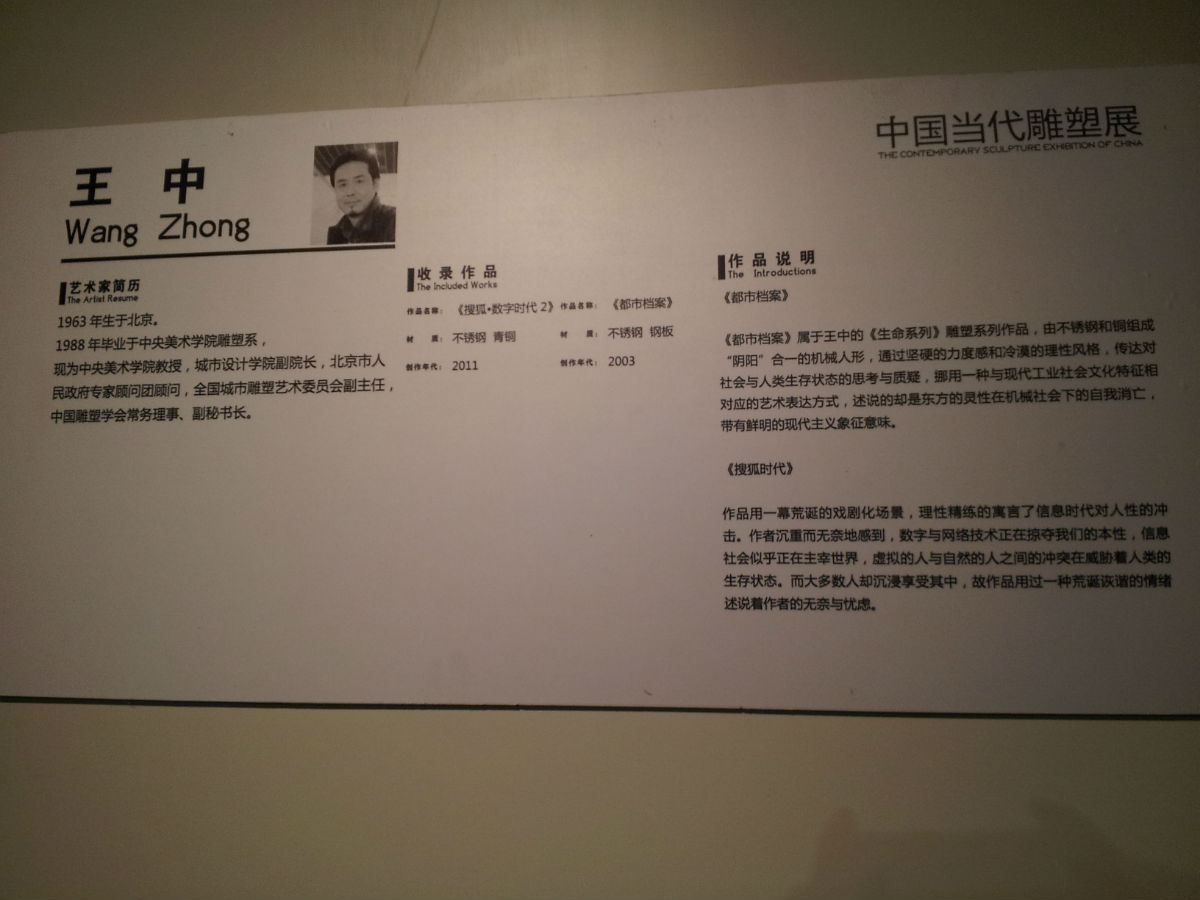 中国当代雕塑展
THE CONTEMPORARY SCULPTURE EXHIBITION OF CHINA
王 中
Wang Zhong
艺术家简历
The Artist Resume
1963年生于北京。
1988年毕业于中央美术学院雕塑系，
现为中央美术学院教授，城市设计学院副院长，北京市人
民政府专家顾问团顾问，全国城市雕塑艺术委员会副主任，
中国雕塑学会常务理事、副秘书长。
收录作品
The Included Works
作品名称： 《搜狐•数字时代 2》 作品名称： 《都市档案》
材 质： 不锈钢 青铜 材 质： 不锈钢 钢板
创作年代： 2011 创作年代： 2003
作品说明
The Introductions
《都市档案》
《都市档案》属于王中的《生命系列》雕塑系列作品，由不锈钢和铜组成
“阴阳”合一的机械人形，通过坚硬的力度感和冷漠的理性风格，传达对
社会与人类生存状态的思考与质疑，挪用一种与现代工业社会文化特征相
对应的艺术表达方式，述说的却是东方的灵性在机械社会下的自我消亡，
带有鲜明的现代主义象征意味。
《搜狐时代》
作品用一幕荒诞的戏剧化场景，理性精练的寓言了信息时代对人性的冲
击。作者沉重而无奈地感到，数字与网络技术正在掠夺我们的本性，信息
社会似乎正在主宰世界，虚拟的人与自然的人之间的冲突在威胁着人类的
生存状态。而大多数人却沉浸享受其中，故作品用过一种荒诞诙谐的情绪
述说着作者的无奈与忧虑。